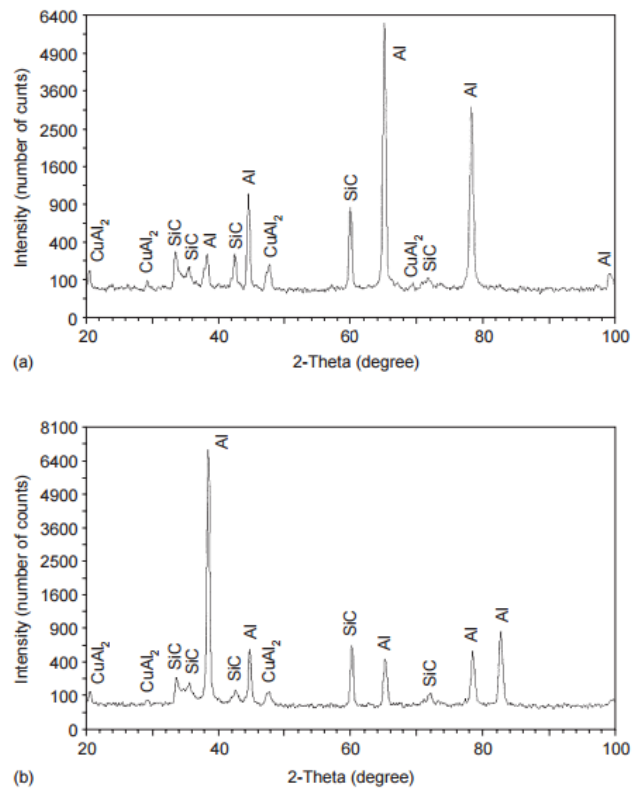 6400
4900
3600
2500
1600
900
400
100
0
Intensity (number of cunts)
CuAl2
CuAl2
SiC
SiC
Al
SiC
Al
CuAl2
SiC
Al
CuAl2
SiC
Al
Al
20 40 60 80 100
(a) 2-Theta (degree)
8100
6400
4900
3600
2500
1600
900
400
100
0
Intensity (number of counts)
CuAl2
CuAl2
SiC
SiC
Al
SiC
Al
CuAl2
SiC
Al
SiC
Al
Al
20 40 60 80 100
(b) 2-Theta (degree)